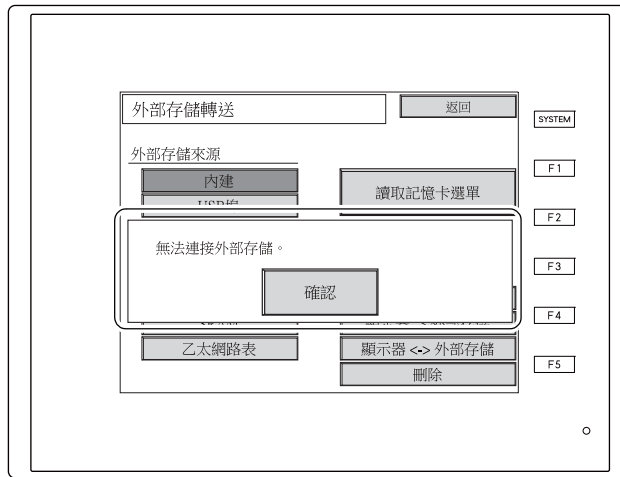 外部存儲轉送
返回
SYSTEM
外部存儲來源
F1
內建
讀取記憶卡選單
F2
無法連接外部存儲。
F3
確認
F4
乙太網路表
顯示器 <-> 外部存儲
F5
刪除